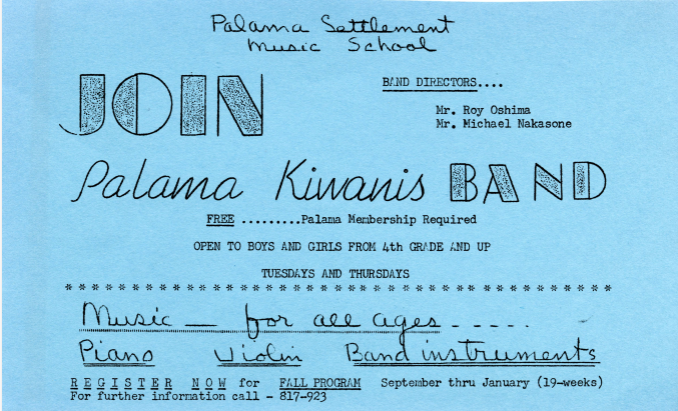 Palama Settlement
Music School
JOIN
BAND DIRECTORS....
Mr. Roy Oshima
Mr. Michael Nakasone
Palama Kiwanis BAND
FREE .........Palama Membership Required
OPEN TO BOYS AND GIRLS FROM 4th GRADE AND UP
TUESDAYS AND THURSDAYS
* * * * * * * * * * * * * * * * * * * * * * * * * * * * * * * * * * * * * * * * * * *
Music — for all ages - - - - -
Piano Violin Band instruments
REGISTER NOW for FALL PROGRAM September thru January (19-weeks)
For further information call - 817-923